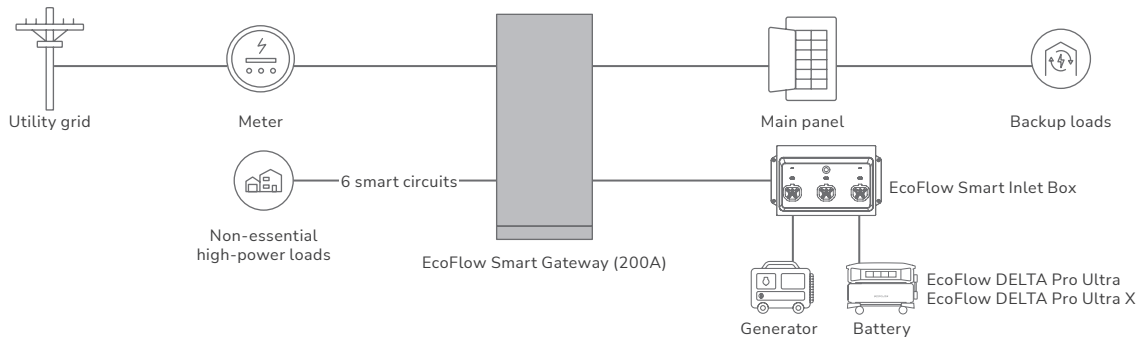 Utility grid
Meter
Main panel
Backup loads
6 smart circuits
EcoFlow Smart Inlet Box
Non-essential
high-power loads
EcoFlow Smart Gateway (200A)
EcoFlow DELTA Pro Ultra
EcoFlow DELTA Pro Ultra X
Generator
Battery